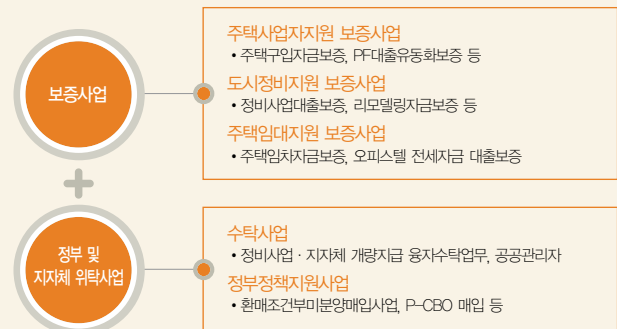 보증사업
주택사업자지원 보증사업
• 주택구입자금보증, PF대출유동화보증 등
도시정비지원 보증사업
• 정비사업대출보증, 리모델링자금보증 등
주택임대지원 보증사업
• 주택임차자금보증, 오피스텔 전세자금 대출보증
정부 및
지자체 위탁사업
수탁사업
• 정비사업 · 지자체 개량지급 융자수탁업무, 공공관리자
정부정책지원사업
• 환매조건부미분양매입사업, P-CBO 매입 등